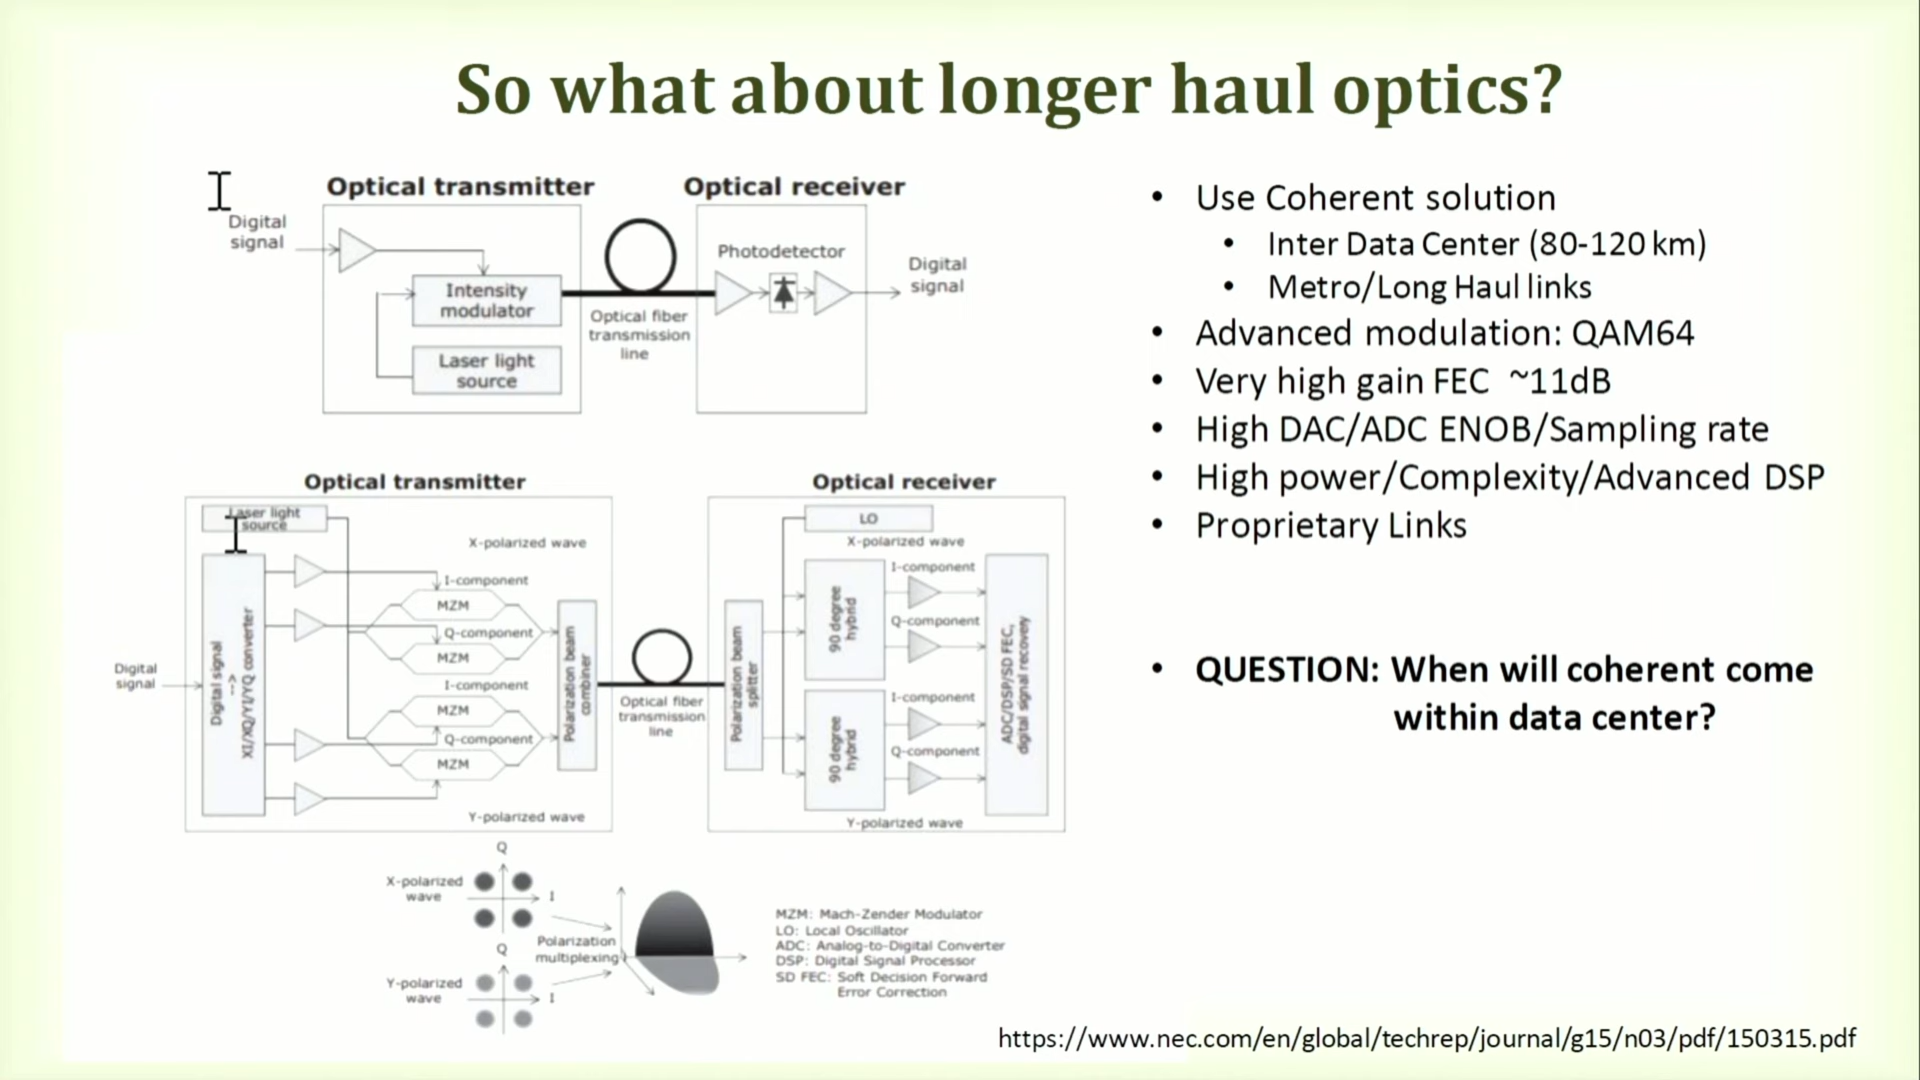 So what about longer haul optics?
Optical transmitter
Optical receiver
Digital
signal
Intensity
modulator
Laser light
source
Optical fiber
transmission
line
Photodetector
Digital
signal
Optical transmitter
Optical receiver
Laser light
source
X-polarized wave
Digital
signal
Digital signal
-->
XI/XQ/YI/YQ converter
I-component
MZM
Q-component
MZM
I-component
MZM
Q-component
MZM
Y-polarized wave
Polarization beam
combiner
Optical fiber
transmission
line
Polarization beam
splitter
LO
X-polarized wave
90 degree
hybrid
I-component
Q-component
90 degree
hybrid
I-component
Q-component
Y-polarized wave
ADC/DSP/SD FEC,
digital signal recovery
Q
X-polarized
wave
I
Q
Y-polarized
wave
I
Polarization
multiplexing
MZM: Mach-Zender Modulator
LO: Local Oscillator
ADC: Analog-to-Digital Converter
DSP: Digital Signal Processor
SD FEC: Soft Decision Forward
Error Correction
• Use Coherent solution
• Inter Data Center (80-120 km)
• Metro/Long Haul links
• Advanced modulation: QAM64
• Very high gain FEC ~11dB
• High DAC/ADC ENOB/Sampling rate
• High power/Complexity/Advanced DSP
• Proprietary Links
• QUESTION: When will coherent come
within data center?
https://www.nec.com/en/global/techrep/journal/g15/n03/pdf/150315.pdf